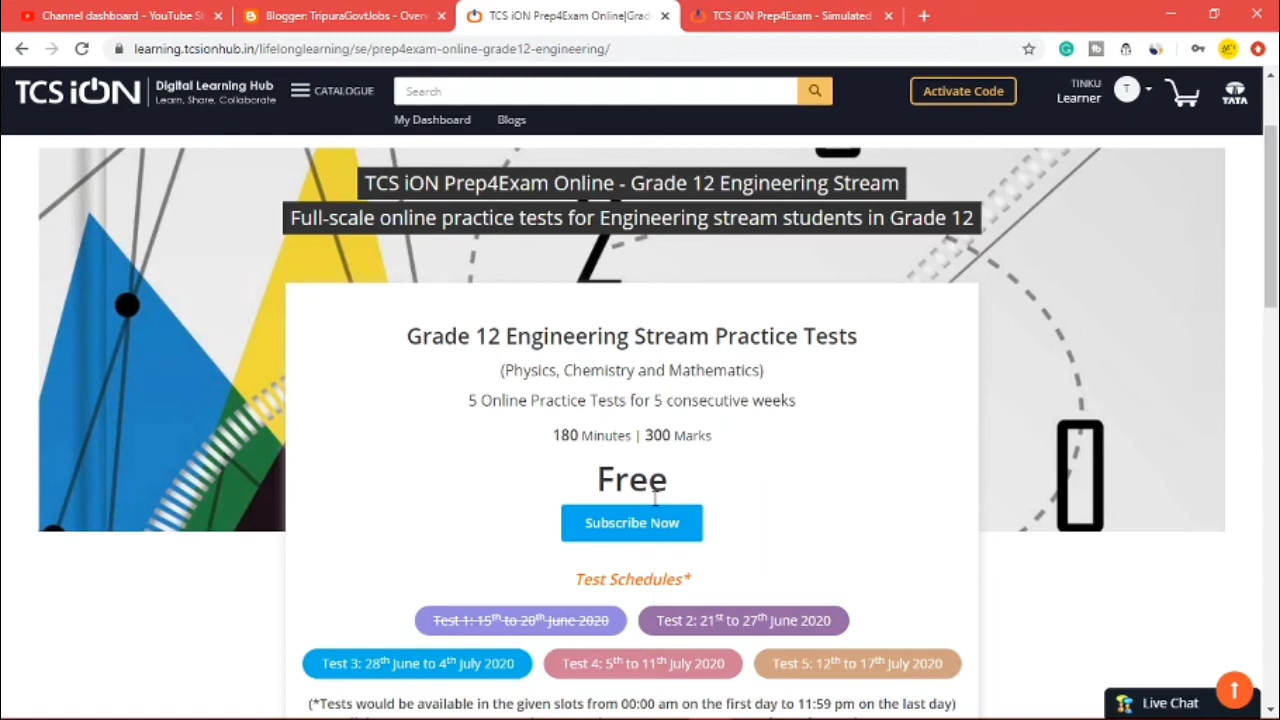 Channel dashboard - YouTube St
Blogger: TripuraGovtJobs - Overv
TCS iON Prep4Exam Online|Grad
TCS iON Prep4Exam - Simulated
learning.tcsionhub.in/lifelonglearning/se/prep4exam-online-grade12-engineering/
TCS iON
Digital Learning Hub
Learn. Share. Collaborate
CATALOGUE
Search
Activate Code
TINKU
Learner
T
TATA
My Dashboard
Blogs
TCS iON Prep4Exam Online - Grade 12 Engineering Stream
Full-scale online practice tests for Engineering stream students in Grade 12
Grade 12 Engineering Stream Practice Tests
(Physics, Chemistry and Mathematics)
5 Online Practice Tests for 5 consecutive weeks
180 Minutes | 300 Marks
Free
Subscribe Now
Test Schedules*
Test 1: 15th to 20th June 2020
Test 2: 21st to 27th June 2020
Test 3: 28th June to 4th July 2020
Test 4: 5th to 11th July 2020
Test 5: 12th to 17th July 2020
(*Tests would be available in the given slots from 00:00 am on the first day to 11:59 pm on the last day)
Live Chat